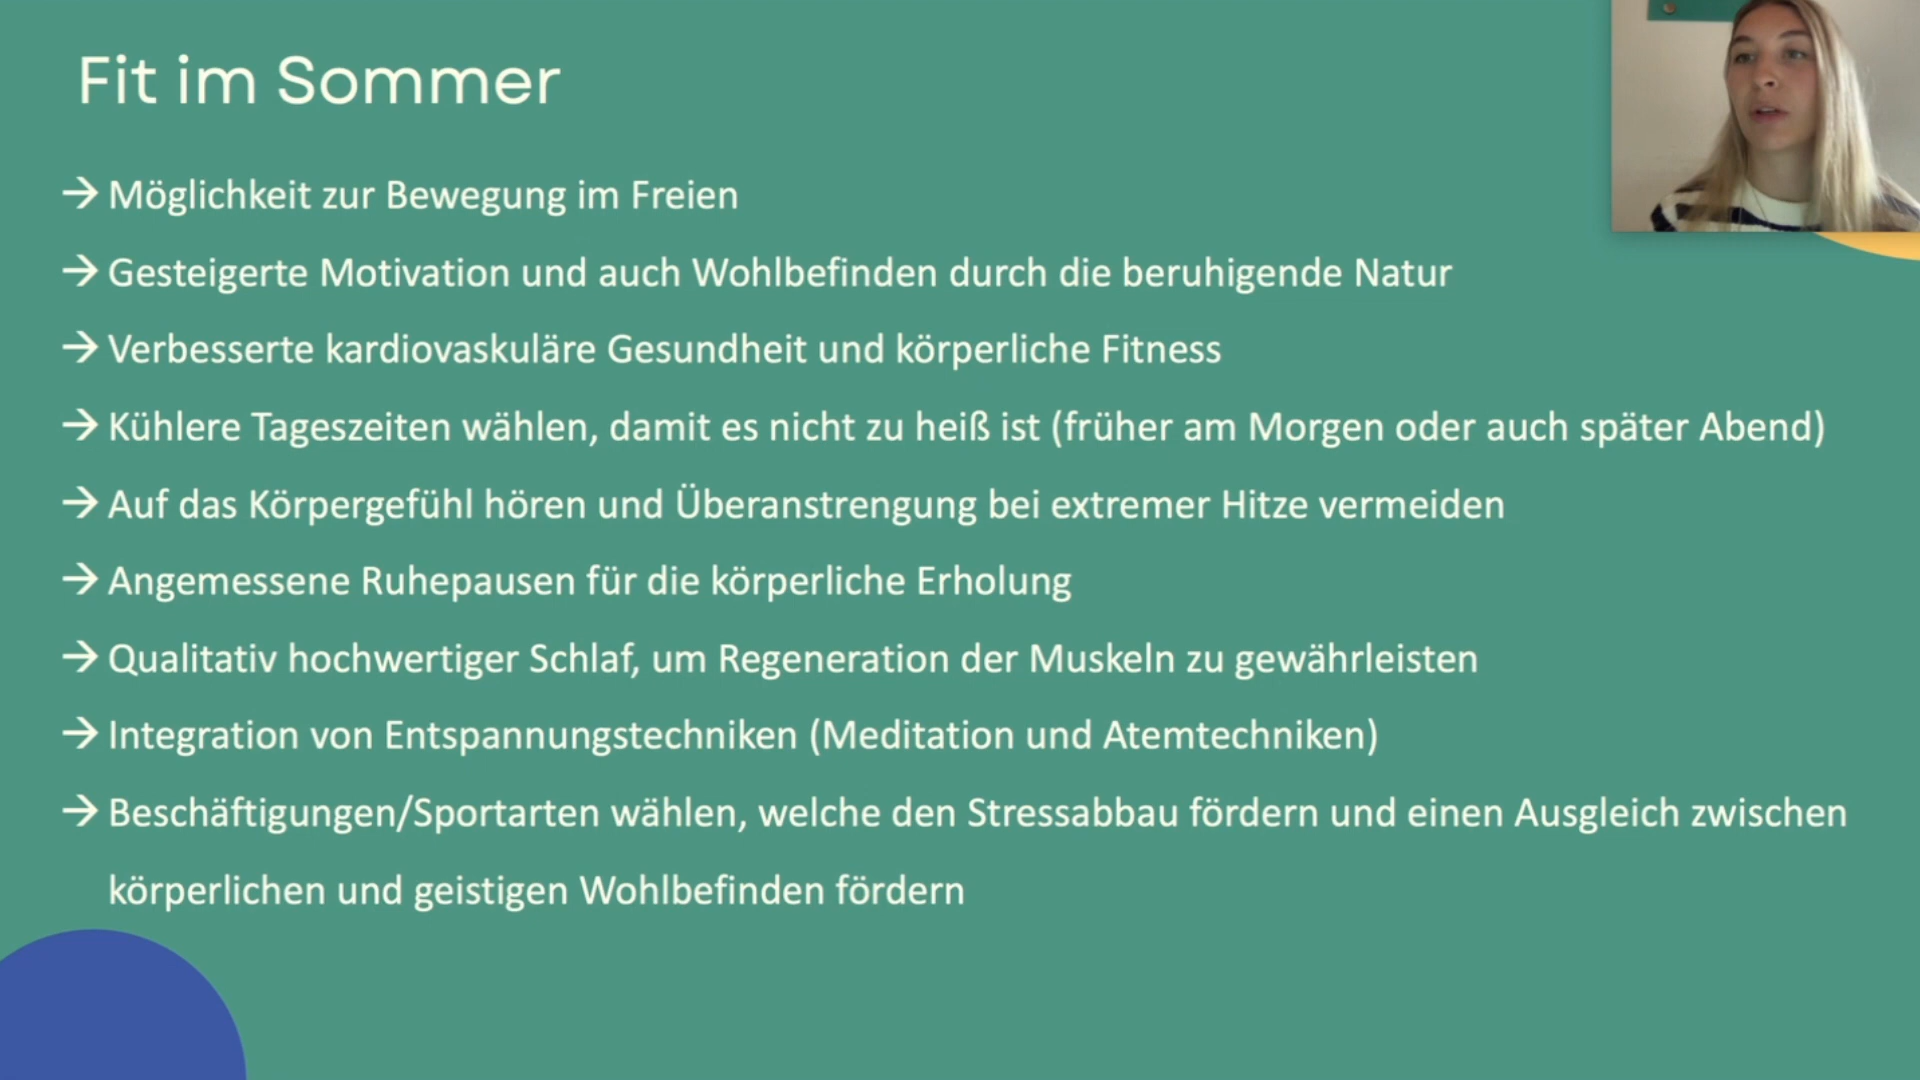 Fit im Sommer
→ Möglichkeit zur Bewegung im Freien
→ Gesteigerte Motivation und auch Wohlbefinden durch die beruhigende Natur
→ Verbesserte kardiovaskuläre Gesundheit und körperliche Fitness
→ Kühlere Tageszeiten wählen, damit es nicht zu heiß ist (früher am Morgen oder auch später Abend)
→ Auf das Körpergefühl hören und Überanstrengung bei extremer Hitze vermeiden
→ Angemessene Ruhepausen für die körperliche Erholung
→ Qualitativ hochwertiger Schlaf, um Regeneration der Muskeln zu gewährleisten
→ Integration von Entspannungstechniken (Meditation und Atemtechniken)
→ Beschäftigungen/Sportarten wählen, welche den Stressabbau fördern und einen Ausgleich zwischen
körperlichen und geistigen Wohlbefinden fördern